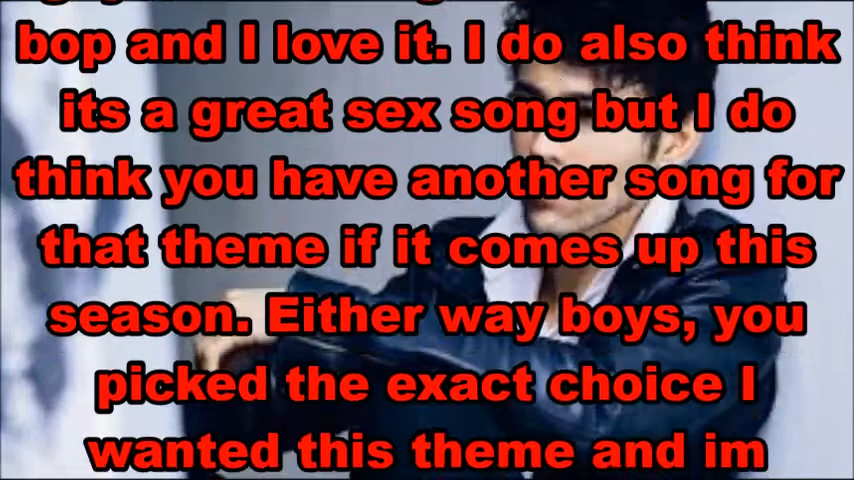 bop and I love it. I do also think
its a great sex song but I do
think you have another song for
that theme if it comes up this
season. Either way boys, you
picked the exact choice I
wanted this theme and im